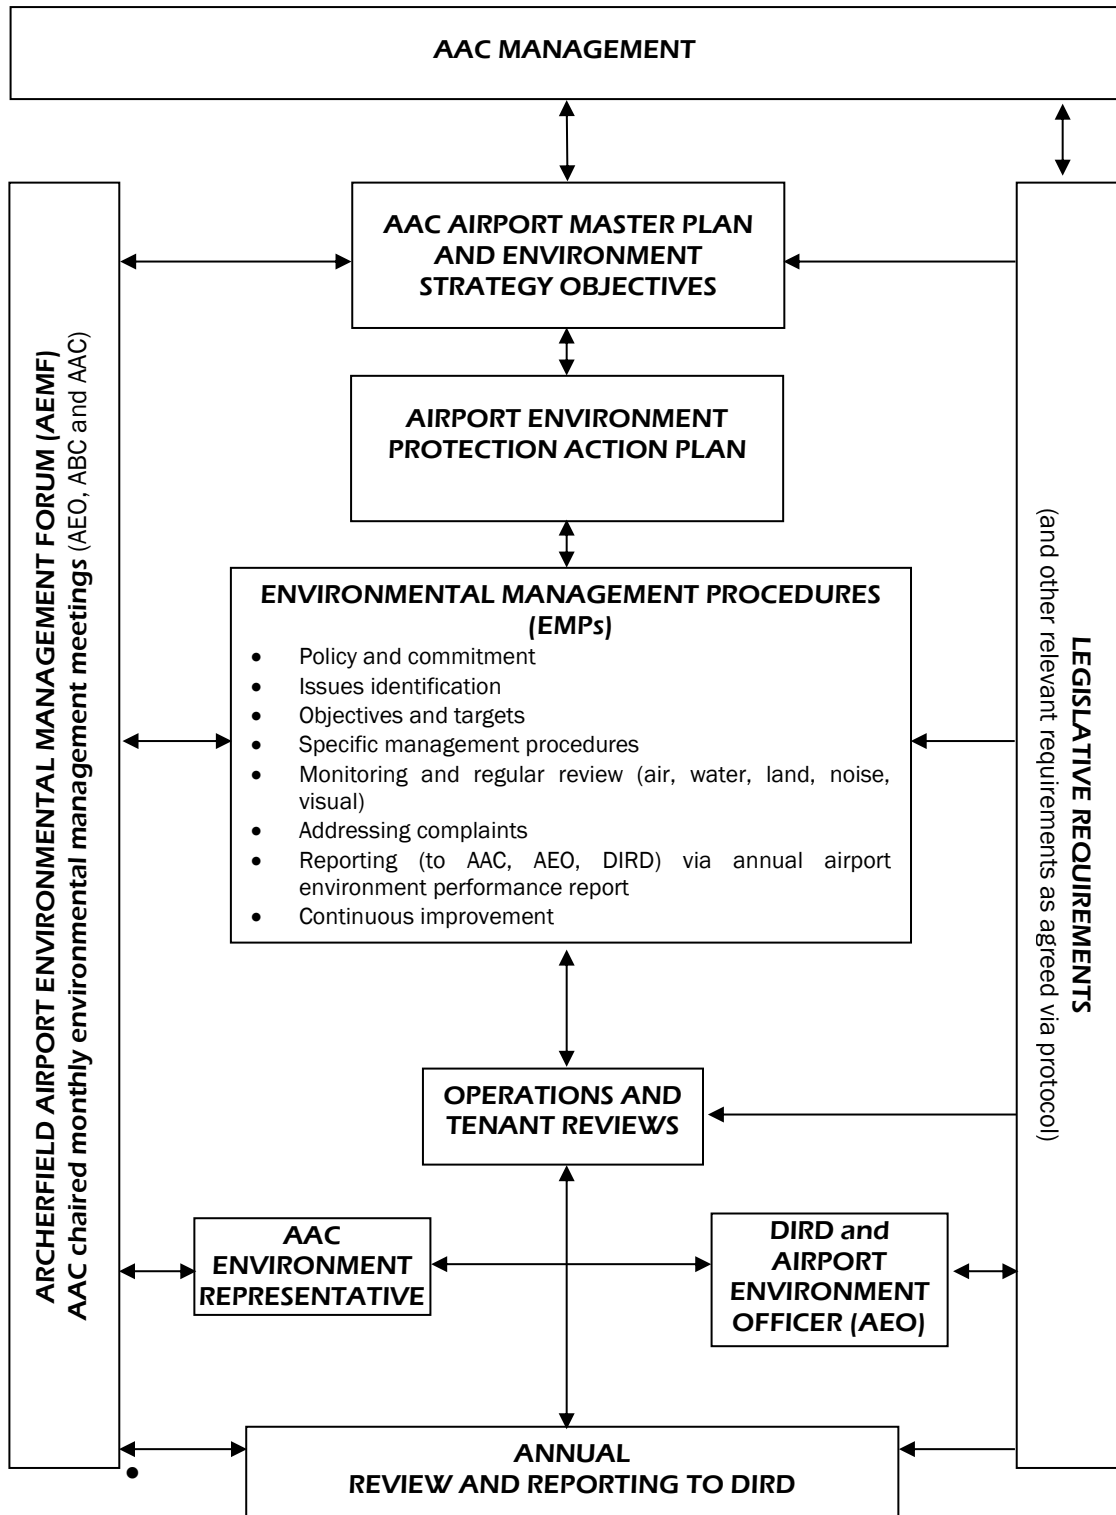 AAC MANAGEMENT
AAC AIRPORT MASTER PLAN
AND ENVIRONMENT
STRATEGY OBJECTIVES
AIRPORT ENVIRONMENT
PROTECTION ACTION PLAN
ENVIRONMENTAL MANAGEMENT PROCEDURES
(EMPs)
• Policy and commitment
• Issues identification
• Objectives and targets
• Specific management procedures
• Monitoring and regular review (air, water, land, noise,
visual)
• Addressing complaints
• Reporting (to AAC, AEO, DIRD) via annual airport
environment performance report
• Continuous improvement
OPERATIONS AND
TENANT REVIEWS
AAC
ENVIRONMENT
REPRESENTATIVE
DIRD and
AIRPORT
ENVIRONMENT
OFFICER (AEO)
ANNUAL
REVIEW AND REPORTING TO DIRD
ARCHERFIELD AIRPORT ENVIRONMENTAL MANAGEMENT FORUM (AEMF)
AAC chaired monthly environmental management meetings (AEO, ABC and AAC)
•
LEGISLATIVE REQUIREMENTS
(and other relevant requirements as agreed via protocol)